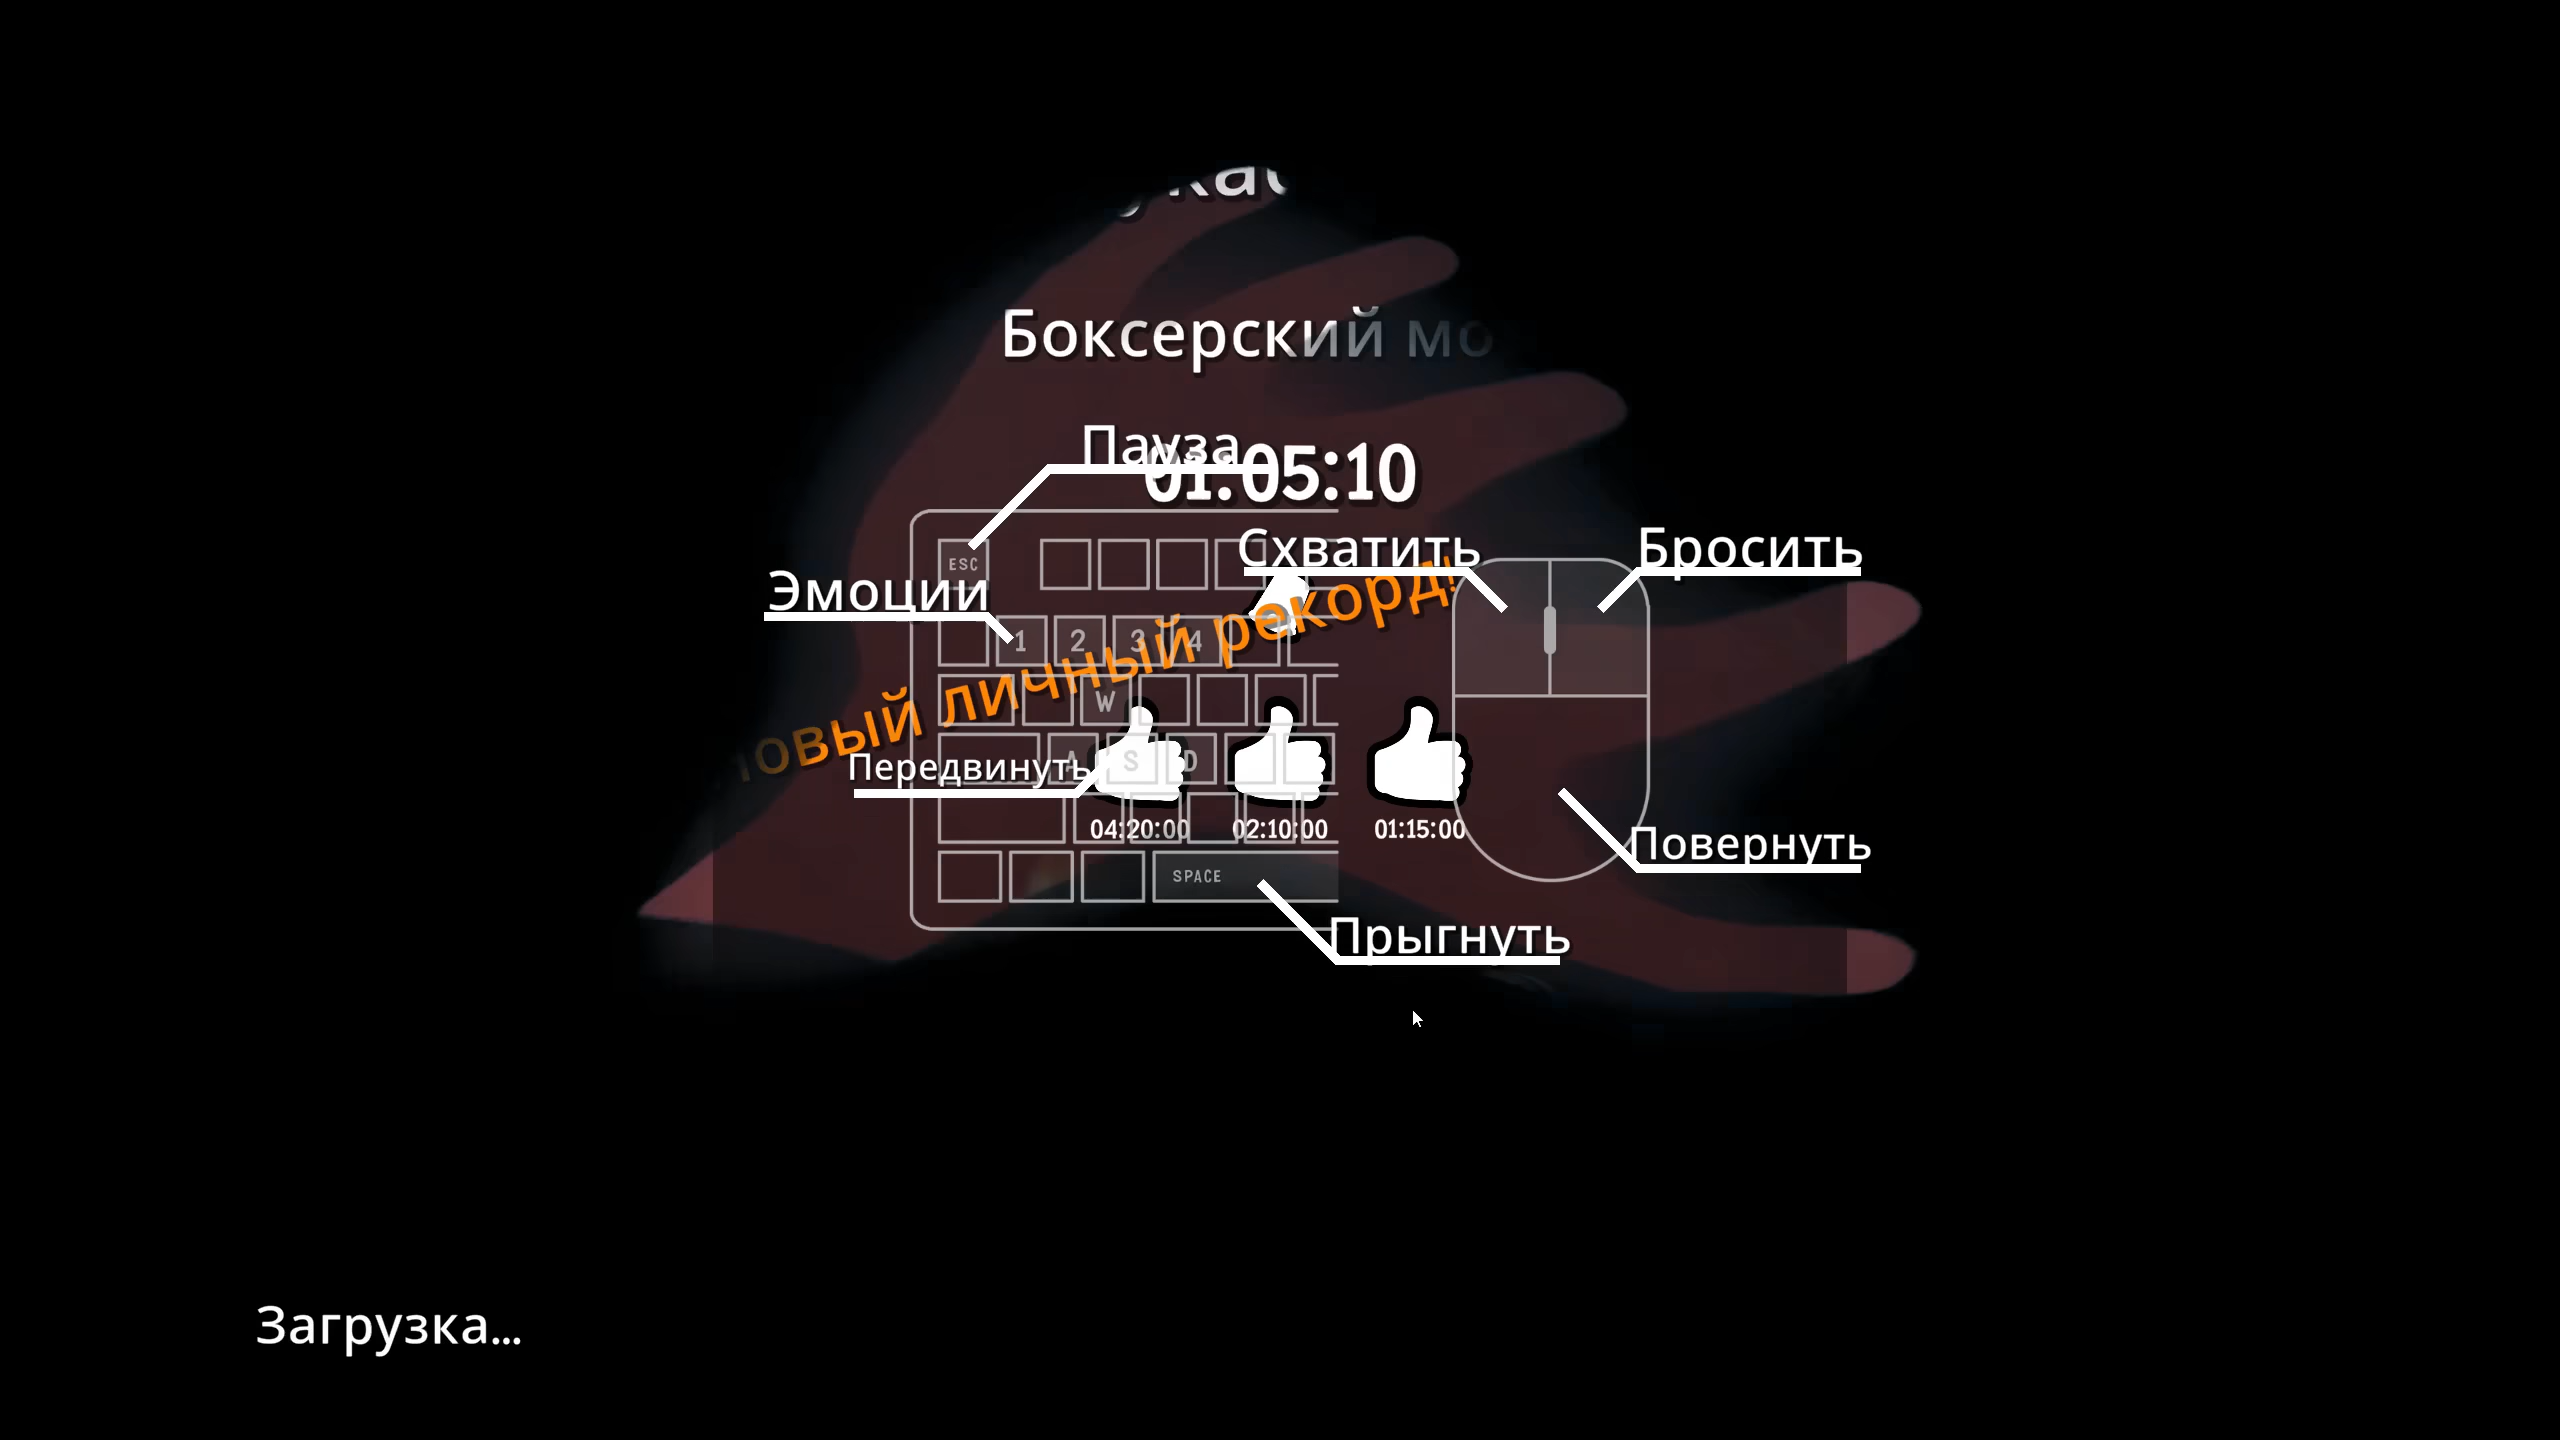 Боксерский
Пауза
01:05:10
Схватить
Бросить
ESC
Эмоции
личный рекорд!
1 2 3 4
W
Передвинуть
A S D
04:20:00 02:10:00 01:15:00
Повернуть
SPACE
Прыгнуть
Загрузка...